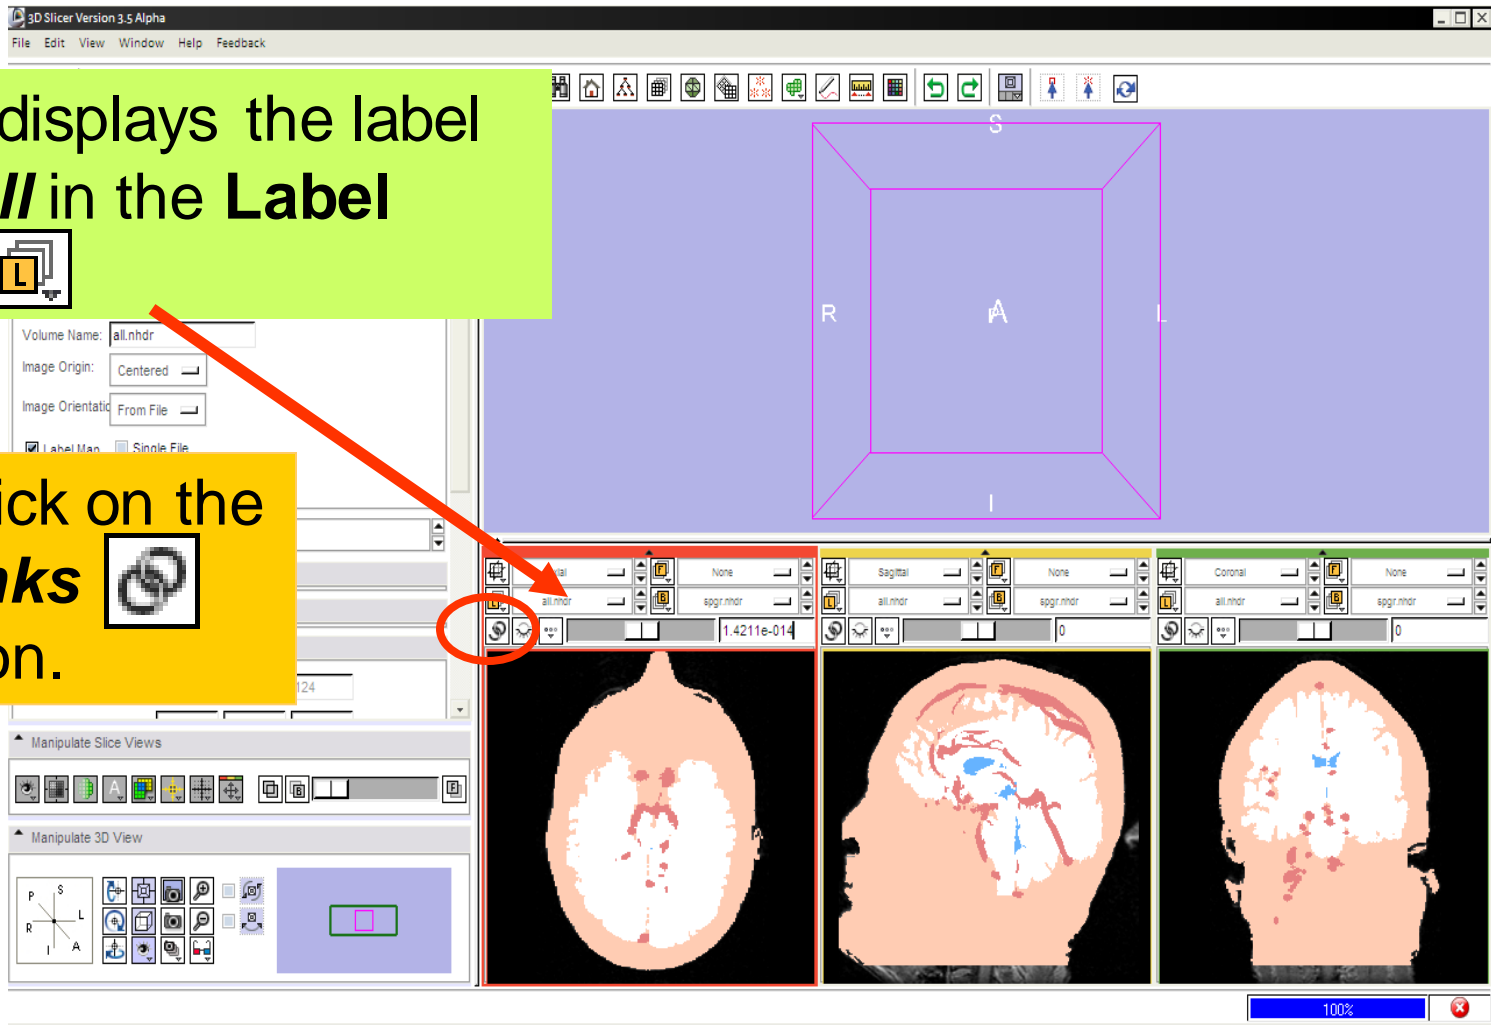 3D Slicer Version 3.5 Alpha
File Edit View Window Help Feedback
displays the label
ll in the Label
L
S
R A L
P
I
Volume Name: all.nhdr
Image Origin: Centered
Image Orientatic From File
Label Map Single File
ick on the
nks
on.
124
None Sagittal None Coronal None
all.nhdr spgr.nhdr all.nhdr spgr.nhdr all.nhdr spgr.nhdr
1.4211e-014 0 0
Manipulate Slice Views
Manipulate 3D View
P S
R L
I A
100%